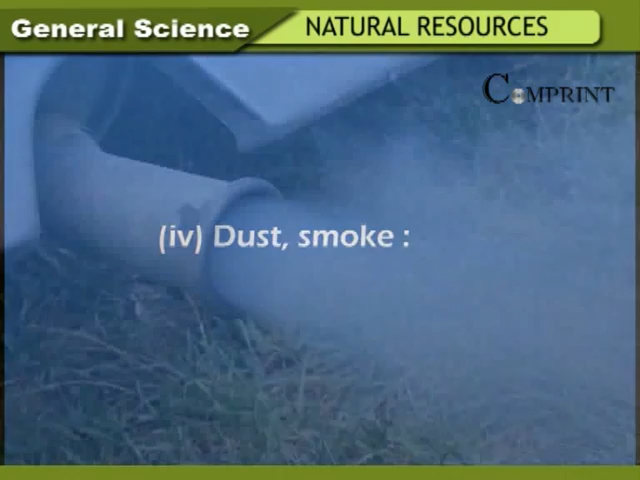 General Science
NATURAL RESOURCES
COMPRINT
(iv) Dust, smoke :